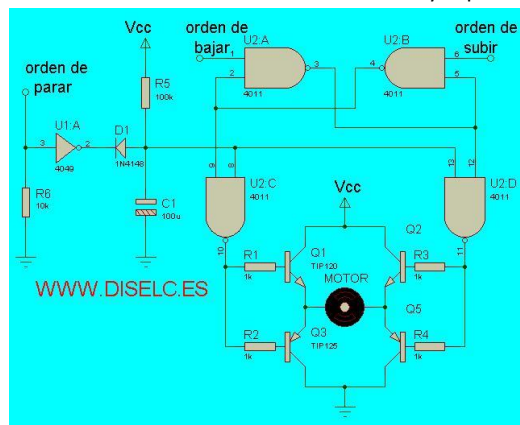 orden de
bajar
U2:A
1
2
3
4011
U2:B
4
6
5
4011
orden de
subir
Vcc
orden de
parar
R5
100k
U1:A
3
2
4049
D1
1N4148
R6
10k
C1
100u
9
8
U2:C
4011
10
13
12
U2:D
4011
11
Vcc
Q1
TIP120
Q2
R1
1k
R3
1k
MOTOR
WWW.DISELC.ES
R2
1k
Q3
TIP125
Q5
R4
1k